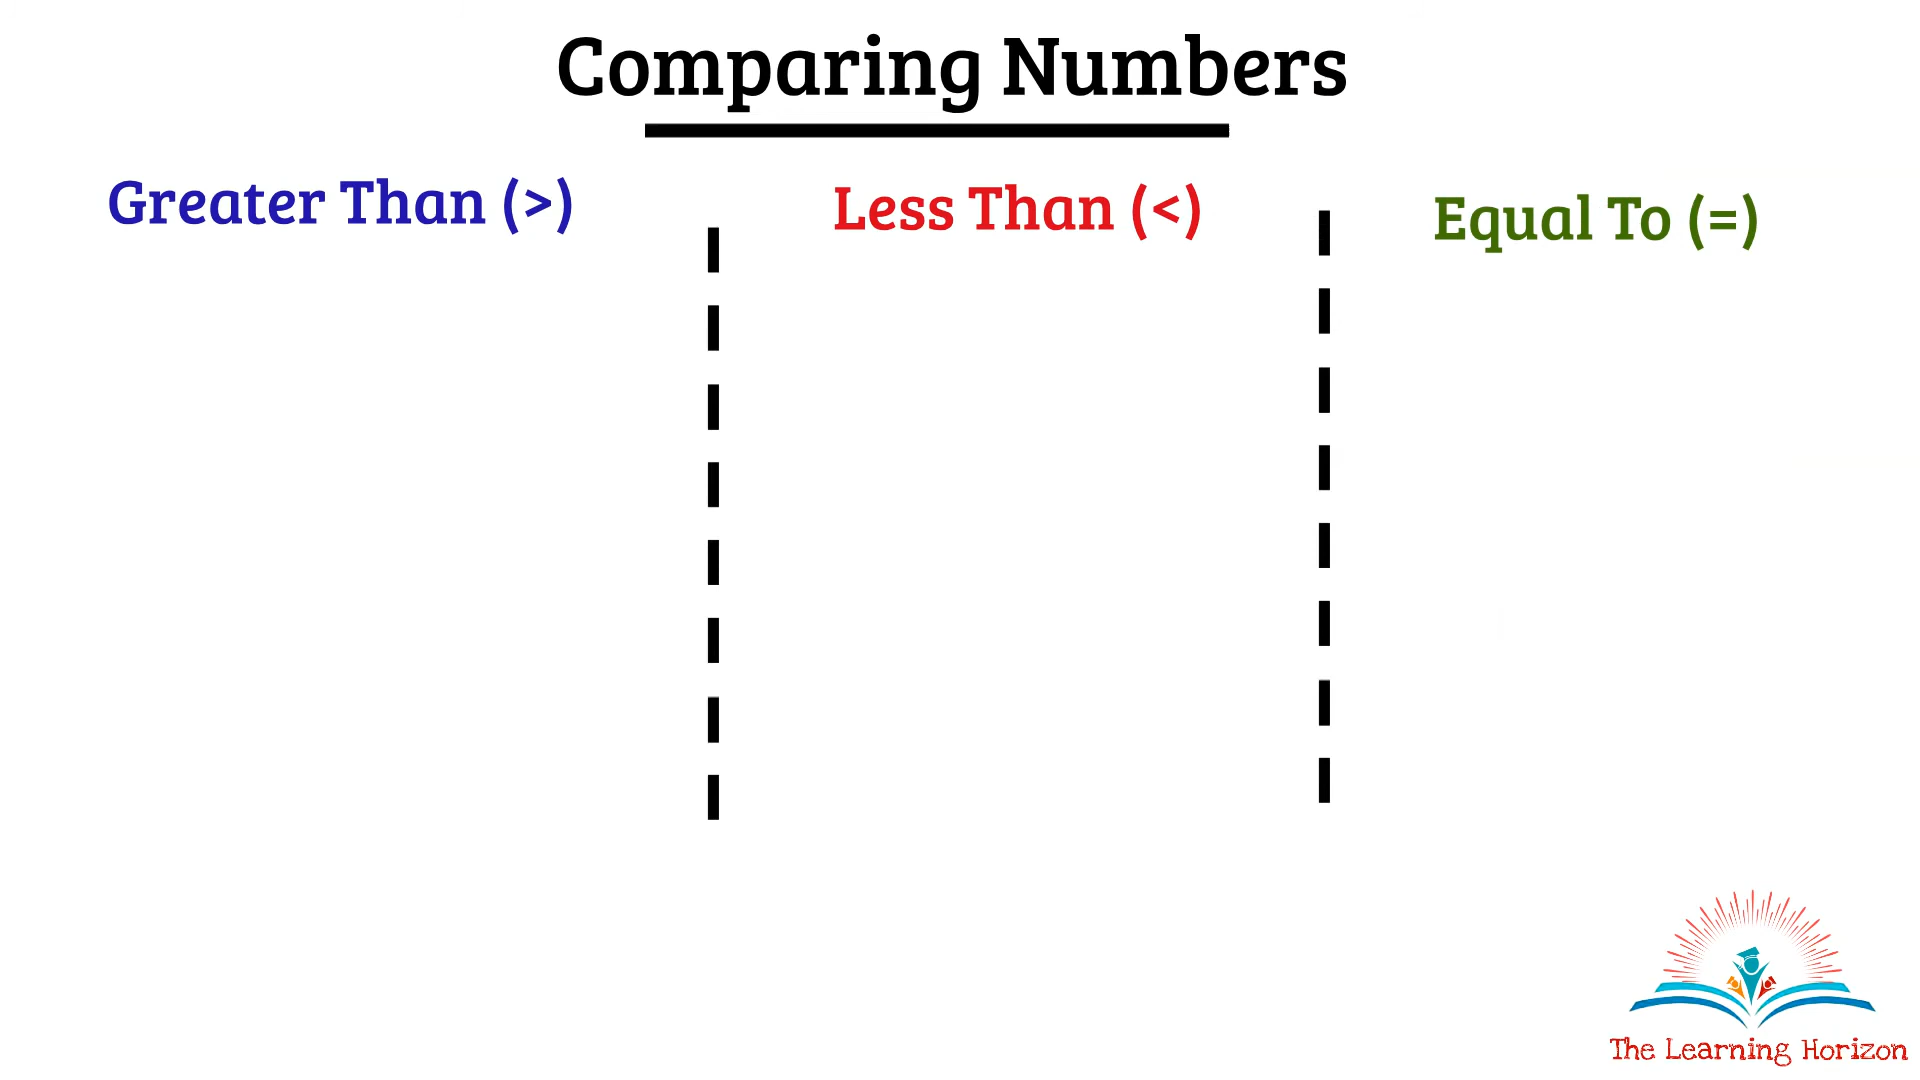 Comparing Numbers
Greater Than (>)
Less Than (<)
Equal To (=)
The Learning Horizon